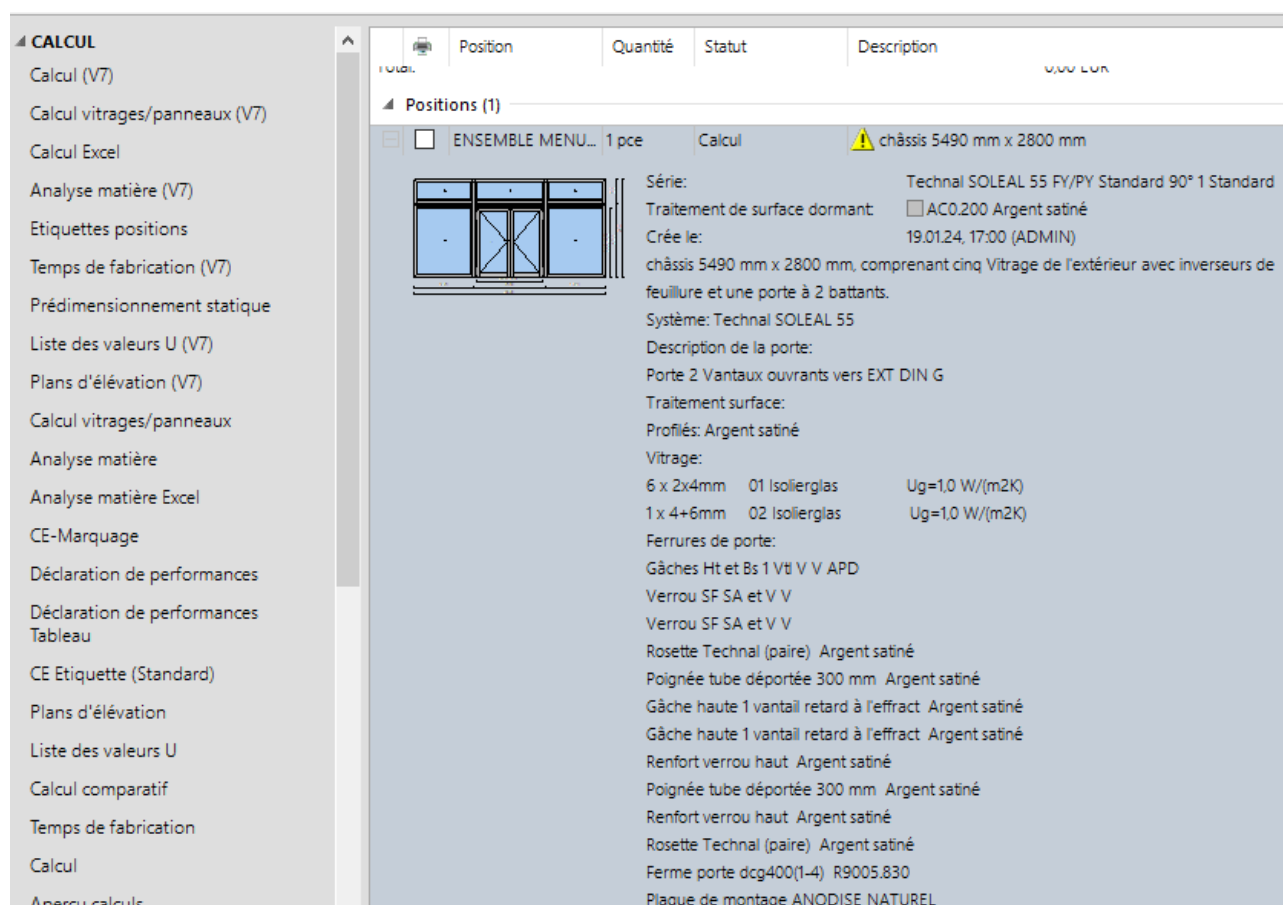 CALCUL
Calcul (V7)
Calcul vitrages/panneaux (V7)
Calcul Excel
Analyse matière (V7)
Etiquettes positions
Temps de fabrication (V7)
Prédimensionnement statique
Liste des valeurs U (V7)
Plans d'élévation (V7)
Calcul vitrages/panneaux
Analyse matière
Analyse matière Excel
CE-Marquage
Déclaration de performances
Déclaration de performances
Tableau
CE Etiquette (Standard)
Plans d'élévation
Liste des valeurs U
Calcul comparatif
Temps de fabrication
Calcul
Aperçu calculs
Position Quantité Statut Description
Total: 0,00 EUR
Positions (1)
ENSEMBLE MENU... 1 pce Calcul châssis 5490 mm x 2800 mm
Série: Technal SOLEAL 55 FY/PY Standard 90° 1 Standard
Traitement de surface dormant: AC0.200 Argent satiné
Crée le: 19.01.24, 17:00 (ADMIN)
châssis 5490 mm x 2800 mm, comprenant cinq Vitrage de l'extérieur avec inverseurs de
feuillure et une porte à 2 battants.
Système: Technal SOLEAL 55
Description de la porte:
Porte 2 Vantaux ouvrants vers EXT DIN G
Traitement surface:
Profilés: Argent satiné
Vitrage:
6 x 2x4mm 01 Isolierglas Ug=1,0 W/(m2K)
1 x 4+6mm 02 Isolierglas Ug=1,0 W/(m2K)
Ferrures de porte:
Gâches Ht et Bs 1 Vtl V V APD
Verrou SF SA et V V
Verrou SF SA et V V
Rosette Technal (paire) Argent satiné
Poignée tube déportée 300 mm Argent satiné
Gâche haute 1 vantail retard à l'effract Argent satiné
Gâche haute 1 vantail retard à l'effract Argent satiné
Renfort verrou haut Argent satiné
Poignée tube déportée 300 mm Argent satiné
Renfort verrou haut Argent satiné
Rosette Technal (paire) Argent satiné
Ferme porte dcg400(1-4) R9005.830
Plaque de montage ANODISE NATUREL